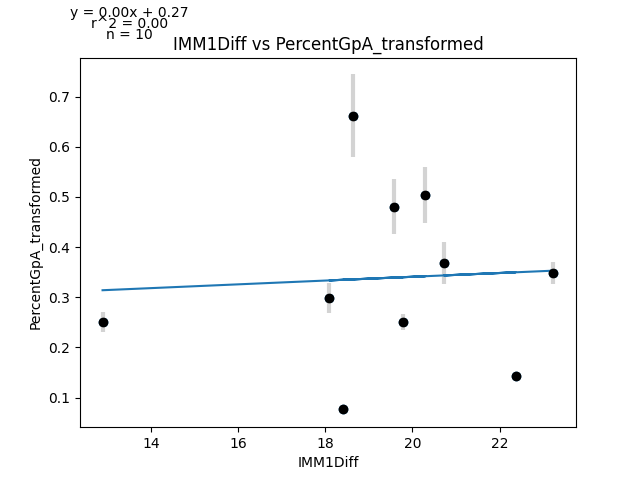 y = 0.00x + 0.27
r^2 = 0.00
n = 10
IMM1Diff vs PercentGpA_transformed
PercentGpA_transformed
0.7
0.6
0.5
0.4
0.3
0.2
0.1
14 16 18 20 22
IMM1Diff